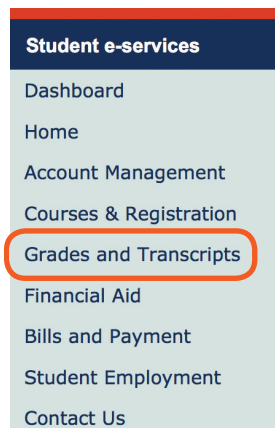 Student e-services
Dashboard
Home
Account Management
Courses & Registration
Grades and Transcripts
Financial Aid
Bills and Payment
Student Employment
Contact Us